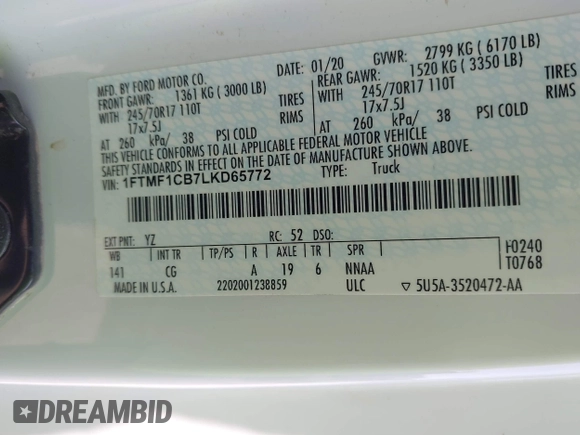 MFD. BY FORD MOTOR CO.
DATE: 01/20 GVWR: 2799 KG ( 6170 LB)
FRONT GAWR: 1361 KG ( 3000 LB) REAR GAWR: 1520 KG ( 3350 LB)
WITH 245/70R17 110T TIRES WITH 245/70R17 110T TIRES
17x7.5J RIMS 17x7.5J RIMS
AT 260 kPa/ 38 PSI COLD AT 260 kPa/ 38 PSI COLD
THIS VEHICLE CONFORMS TO ALL APPLICABLE FEDERAL MOTOR VEHICLE
SAFETY STANDARDS IN EFFECT ON THE DATE OF MANUFACTURE SHOWN ABOVE.
VIN: 1FTMF1CB7LKD65772 TYPE: Truck
EXT PNT: YZ RC: 52 DSO:
WB INT TR TP/PS R AXLE TR SPR
141 CG A 19 6 NNAA
F0240
T0768
MADE IN U.S.A. 2202001238859 ULC ▽ 5U5A-3520472-AA
DREAMBID